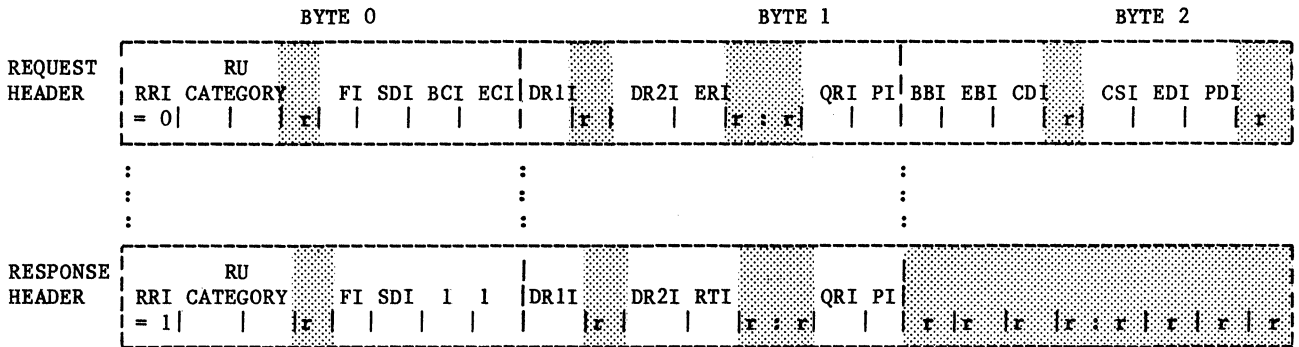 BYTE 0 BYTE 1 BYTE 2
REQUEST RU
HEADER RRI CATEGORY FI SDI BCI ECI DR1I DR2I ERI QRI PI BBI EBI CDI CSI EDI PDI
= 0 r r r : r r r
: : :
: : :
: : :
RESPONSE RU
HEADER RRI CATEGORY FI SDI 1 1 DR1I DR2I RTI QRI PI
= 1 r r r : r r r r r : r r r r